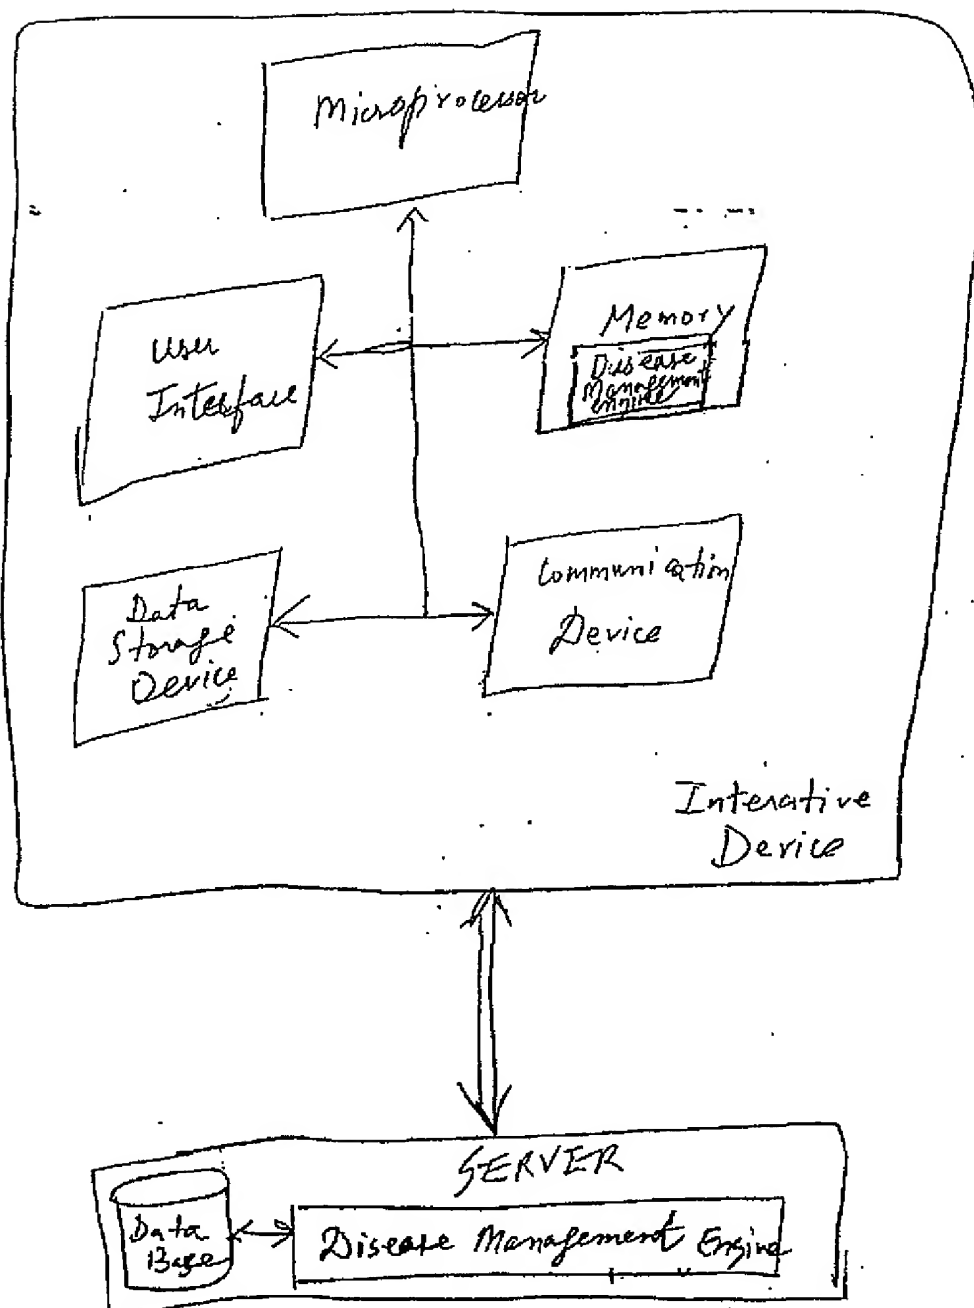 Microprocessor
User
Interface
Memory
Disease
Management
engine
Data
Storage
Device
Communication
Device
Interative
Device
SERVER
Data
Base
Disease Management Engine